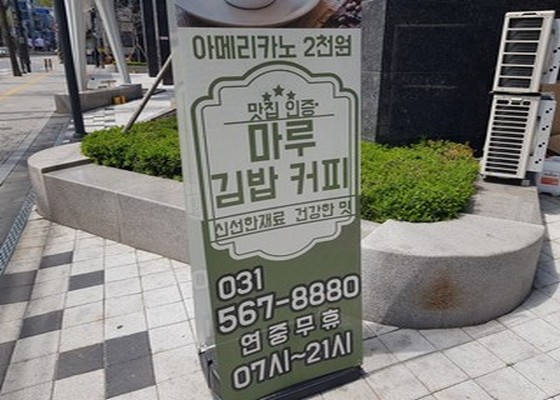 아메리카노 2천원
맛집 인증
마루
김밥 커피
신선한재료 건강한 맛
031
567-8880
연중무휴
07시~21시